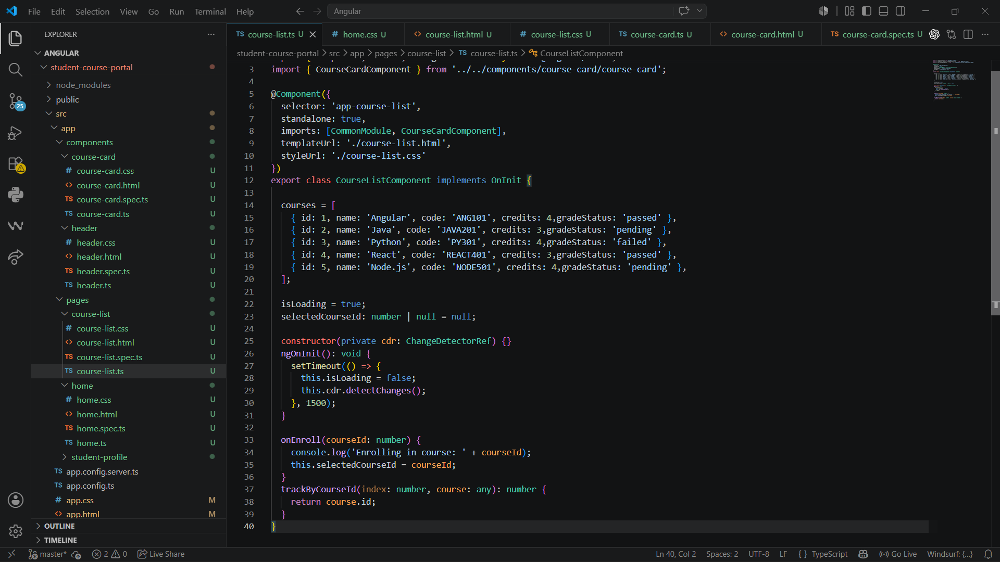 File Edit Selection View Go Run Terminal Help
Angular
EXPLORER
ANGULAR
student-course-portal
node_modules
public
src
app
components
course-card
# course-card.css U
<> course-card.html U
TS course-card.spec.ts U
TS course-card.ts U
header
# header.css U
<> header.html U
TS header.spec.ts U
TS header.ts U
pages
course-list
# course-list.css U
<> course-list.html U
TS course-list.spec.ts U
TS course-list.ts U
home
# home.css U
<> home.html U
TS home.spec.ts U
TS home.ts U
student-profile
TS app.config.server.ts
TS app.config.ts
# app.css M
<> app.html M
OUTLINE
TIMELINE
25
TS course-list.ts U
# home.css U
<> course-list.html U
# course-list.css U
TS course-card.ts U
<> course-card.html U
TS course-card.spec.ts U
student-course-portal > src > app > pages > course-list > TS course-list.ts > CourseListComponent
3 import { CourseCardComponent } from '../../components/course-card/course-card';
4
5 @Component({
6 selector: 'app-course-list',
7 standalone: true,
8 imports: [CommonModule, CourseCardComponent],
9 templateUrl: './course-list.html',
10 styleUrl: './course-list.css'
11 })
12 export class CourseListComponent implements OnInit {
13
14 courses = [
15 { id: 1, name: 'Angular', code: 'ANG101', credits: 4,gradeStatus: 'passed' },
16 { id: 2, name: 'Java', code: 'JAVA201', credits: 3,gradeStatus: 'pending' },
17 { id: 3, name: 'Python', code: 'PY301', credits: 4,gradeStatus: 'failed' },
18 { id: 4, name: 'React', code: 'REACT401', credits: 3,gradeStatus: 'passed' },
19 { id: 5, name: 'Node.js', code: 'NODE501', credits: 4,gradeStatus: 'pending' },
20 ];
21
22 isLoading = true;
23 selectedCourseId: number | null = null;
24
25 constructor(private cdr: ChangeDetectorRef) {}
26 ngOnInit(): void {
27 setTimeout(() => {
28 this.isLoading = false;
29 this.cdr.detectChanges();
30 }, 1500);
31 }
32
33 onEnroll(courseId: number) {
34 console.log('Enrolling in course: ' + courseId);
35 this.selectedCourseId = courseId;
36 }
37 trackByCourseId(index: number, course: any): number {
38 return course.id;
39 }
40 }
master* 2 0 Live Share
Ln 40, Col 2 Spaces: 2 UTF-8 LF { } TypeScript Go Live Windsurf: {...}